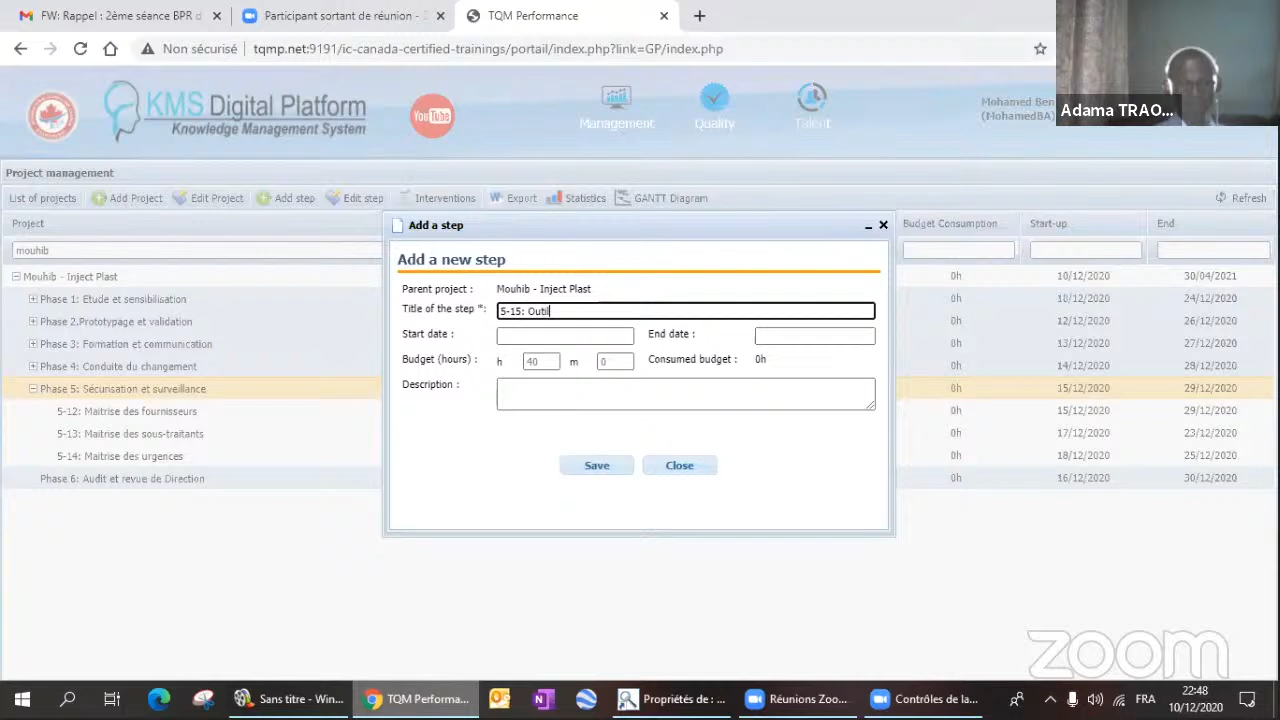 FW: Rappel : 2ème séance BPR d
Participant sortant de réunion - Z
TQM Performance
Non sécurisé
tqmp.net:9191/ic-canada-certified-trainings/portail/index.php?link=GP/index.php
KMS Digital Platform
Knowledge Management System
YouTube
Management
Quality
Talent
Mohamed Ben
(MohamedBA)
Adama TRAO...
Project management
List of projects
Add Project
Edit Project
Add step
Edit step
Interventions
Export
Statistics
GANTT Diagram
Refresh
Project
Budget Consumption
Start-up
End
mouhib
Mouhib - Inject Plast 0h 10/12/2020 30/04/2021
Phase 1: Etude et sensibilisation 0h 10/12/2020 24/12/2020
Phase 2.Prototypage et validation 0h 12/12/2020 26/12/2020
Phase 3: Formation et communication 0h 13/12/2020 27/12/2020
Phase 4: Conduite du changement 0h 14/12/2020 28/12/2020
Phase 5: Sécurisation et surveillance 0h 15/12/2020 29/12/2020
5-12: Maitrise des fournisseurs 0h 15/12/2020 29/12/2020
5-13: Maitrise des sous-traitants 0h 17/12/2020 23/12/2020
5-14: Maitrise des urgences 0h 18/12/2020 25/12/2020
Phase 6: Audit et revue de Direction 0h 16/12/2020 30/12/2020
Add a step
Add a new step
Parent project : Mouhib - Inject Plast
Title of the step *: 5-15: Outil
Start date :
End date :
Budget (hours) : h 40 m 0
Consumed budget : 0h
Description :
Save
Close
zoom
Sans titre - Win...
TQM Performa...
Propriétés de : ...
Réunions Zoo...
Contrôles de la...
FRA
22:48
10/12/2020